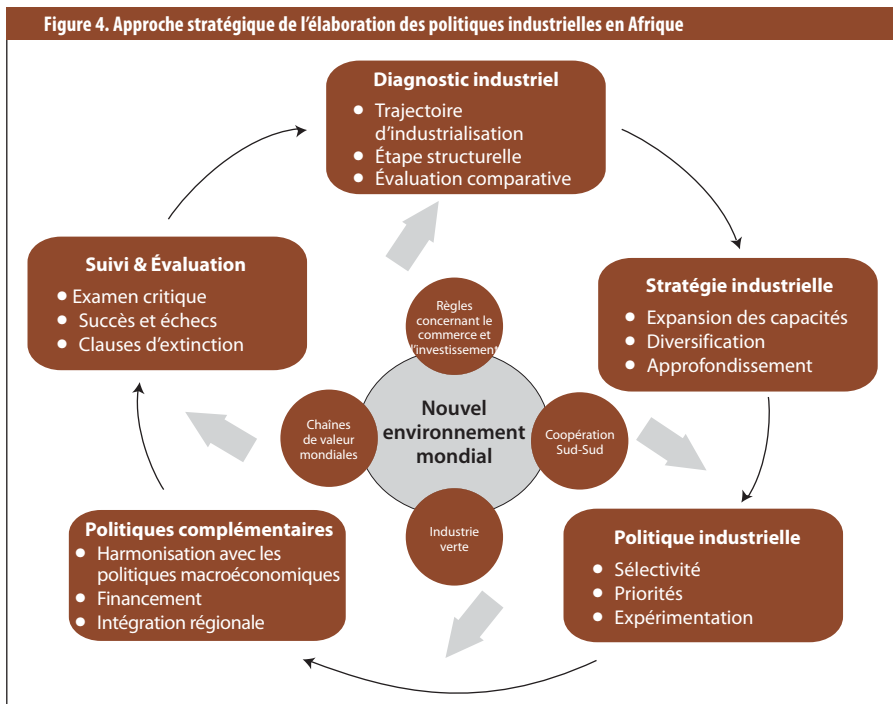 Figure 4. Approche stratégique de l'élaboration des politiques industrielles en Afrique
Diagnostic industriel
● Trajectoire
d'industrialisation
● Étape structurelle
● Évaluation comparative
Stratégie industrielle
● Expansion des capacités
● Diversification
● Approfondissement
Politique industrielle
● Sélectivité
● Priorités
● Expérimentation
Politiques complémentaires
● Harmonisation avec les
politiques macroéconomiques
● Financement
● Intégration régionale
Suivi & Évaluation
● Examen critique
● Succès et échecs
● Clauses d'extinction
Règles
concernant le
commerce et
l'investissement
Nouvel
environnement
mondial
Coopération
Sud-Sud
Industrie
verte
Chaînes
de valeur
mondiales